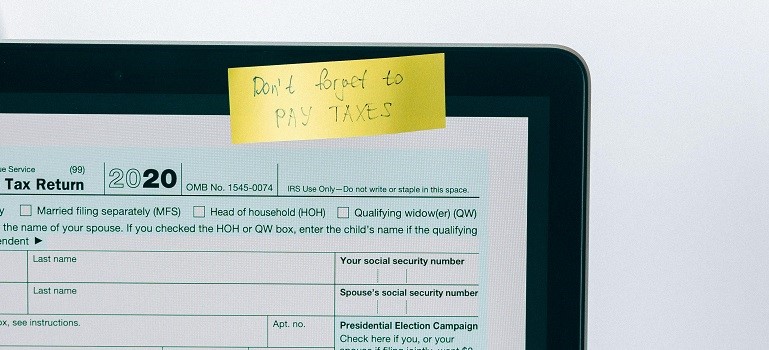 Don't forget to
PAY TAXES
se Service (99)
Tax Return 2020 OMB No. 1545-0074 IRS Use Only—Do not write or staple in this space.
y Married filing separately (MFS) Head of household (HOH) Qualifying widow(er) (QW)
the name of your spouse. If you checked the HOH or QW box, enter the child's name if the qualifying
endent ▶
Last name Your social security number
Last name Spouse's social security number
ox, see instructions. Apt. no. Presidential Election Campaign
Check here if you, or your